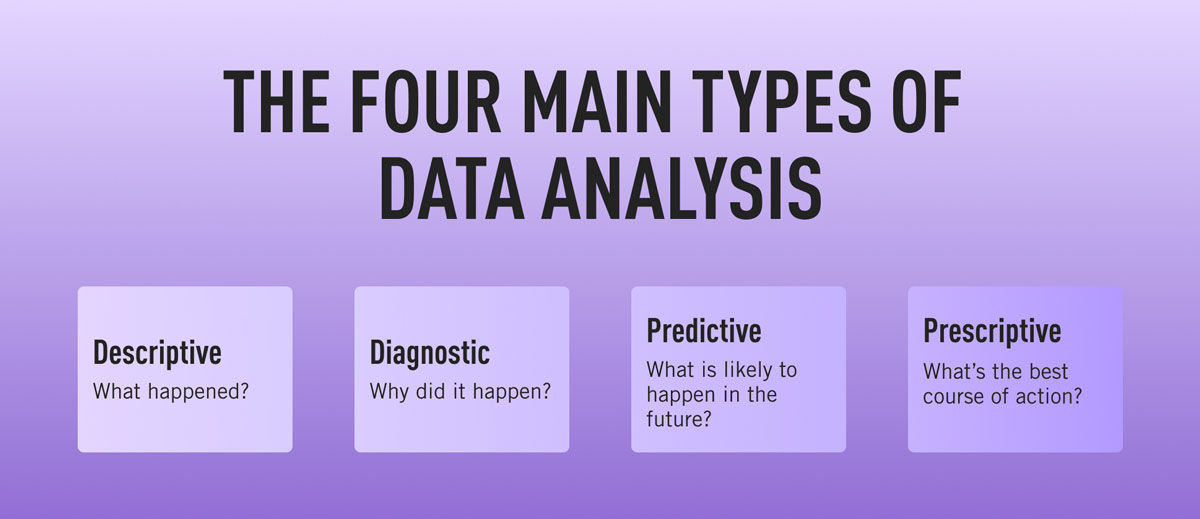 THE FOUR MAIN TYPES OF
DATA ANALYSIS
Descriptive
What happened?
Diagnostic
Why did it happen?
Predictive
What is likely to
happen in the
future?
Prescriptive
What’s the best
course of action?